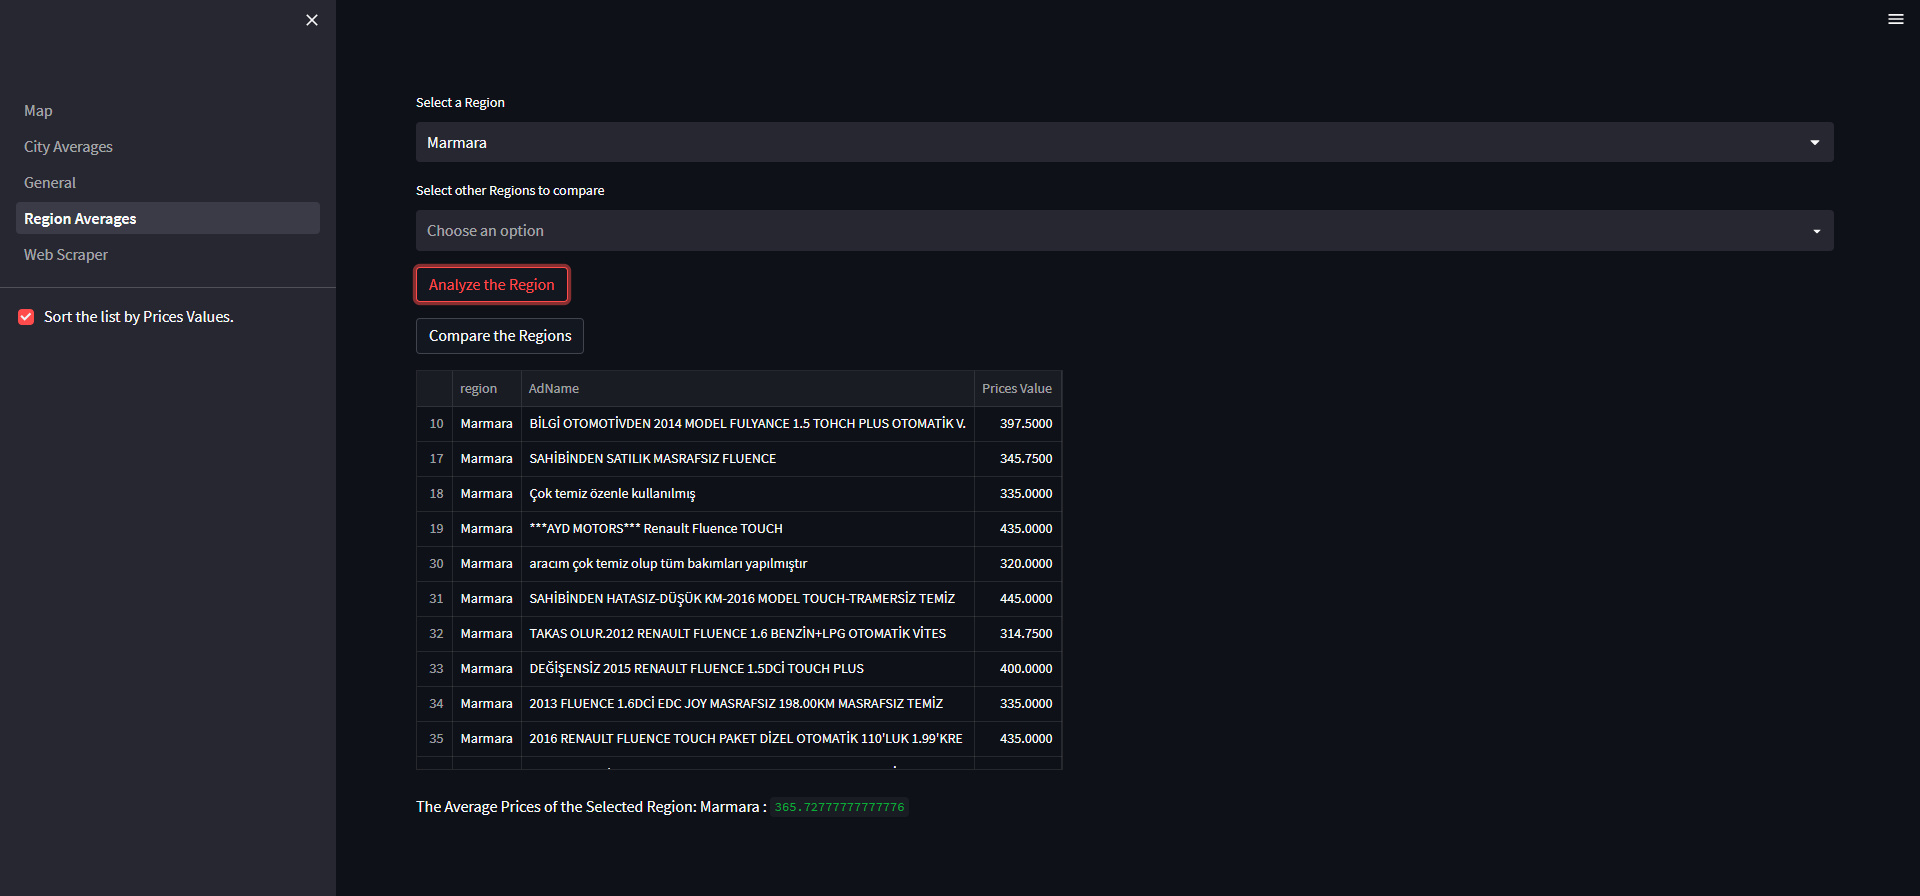 Map
City Averages
General
Region Averages
Web Scraper
Sort the list by Prices Values.
Select a Region
Marmara
Select other Regions to compare
Choose an option
Analyze the Region
Compare the Regions
region AdName Prices Value
10 Marmara BİLGİ OTOMOTİVDEN 2014 MODEL FULYANCE 1.5 TOHCH PLUS OTOMATİK V. 397.5000
17 Marmara SAHİBİNDEN SATILIK MASRAFSIZ FLUENCE 345.7500
18 Marmara Çok temiz özenle kullanılmış 335.0000
19 Marmara ***AYD MOTORS*** Renault Fluence TOUCH 435.0000
30 Marmara aracım çok temiz olup tüm bakımları yapılmıştır 320.0000
31 Marmara SAHİBİNDEN HATASIZ-DÜŞÜK KM-2016 MODEL TOUCH-TRAMERSİZ TEMİZ 445.0000
32 Marmara TAKAS OLUR.2012 RENAULT FLUENCE 1.6 BENZİN+LPG OTOMATİK VİTES 314.7500
33 Marmara DEĞİŞENSİZ 2015 RENAULT FLUENCE 1.5DCİ TOUCH PLUS 400.0000
34 Marmara 2013 FLUENCE 1.6DCİ EDC JOY MASRAFSIZ 198.00KM MASRAFSIZ TEMİZ 335.0000
35 Marmara 2016 RENAULT FLUENCE TOUCH PAKET DİZEL OTOMATİK 110'LUK 1.99'KRE 435.0000
The Average Prices of the Selected Region: Marmara : 365.72777777777776